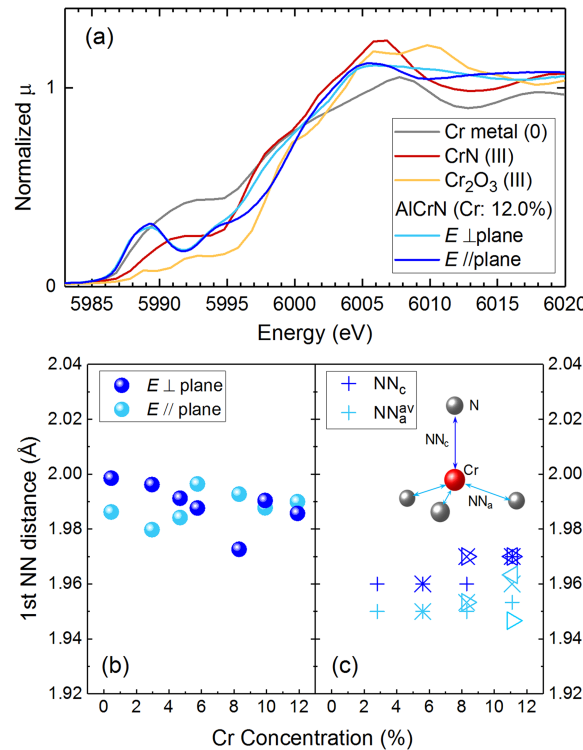 (a)
Normalized μ
1
0
Cr metal (0)
CrN (III)
Cr₂O₃ (III)
AlCrN (Cr: 12.0%)
E ⊥plane
E //plane
5985 5990 5995 6000 6005 6010 6015 6020
Energy (eV)
1st NN distance (Å)
2.04
2.02
2.00
1.98
1.96
1.94
1.92
E ⊥ plane
E // plane
(b)
0 2 4 6 8 10 12
NN꜀
NNₐᵃᵛ
N
NN꜀
Cr
NNₐ
(c)
0 2 4 6 8 10 12
2.04
2.02
2.00
1.98
1.96
1.94
1.92
Cr Concentration (%)